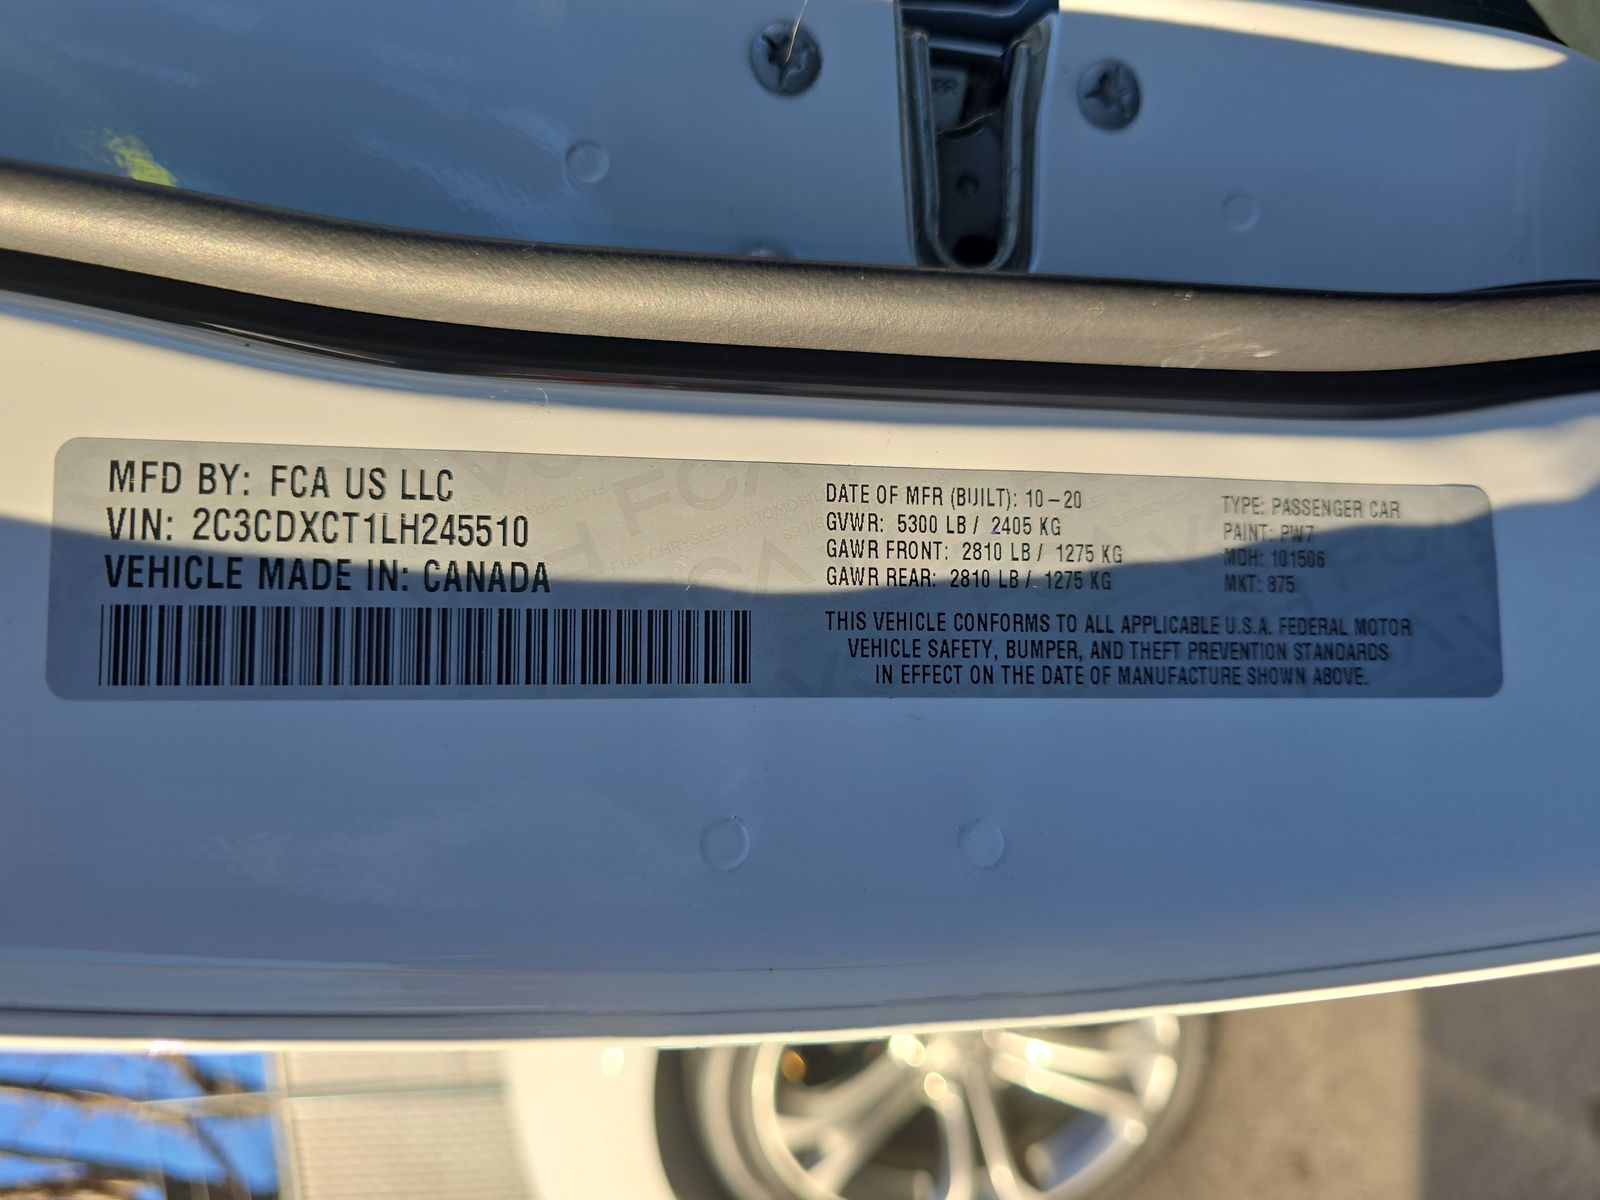 MFD BY: FCA US LLC
VIN: 2C3CDXCT1LH245510
VEHICLE MADE IN: CANADA
DATE OF MFR (BUILT): 10-20
GVWR: 5300 LB / 2405 KG
GAWR FRONT: 2810 LB / 1275 KG
GAWR REAR: 2810 LB / 1275 KG
TYPE: PASSENGER CAR
PAINT: PW7
MDH: 101506
MKT: 875
THIS VEHICLE CONFORMS TO ALL APPLICABLE U.S.A. FEDERAL MOTOR
VEHICLE SAFETY, BUMPER, AND THEFT PREVENTION STANDARDS
IN EFFECT ON THE DATE OF MANUFACTURE SHOWN ABOVE.